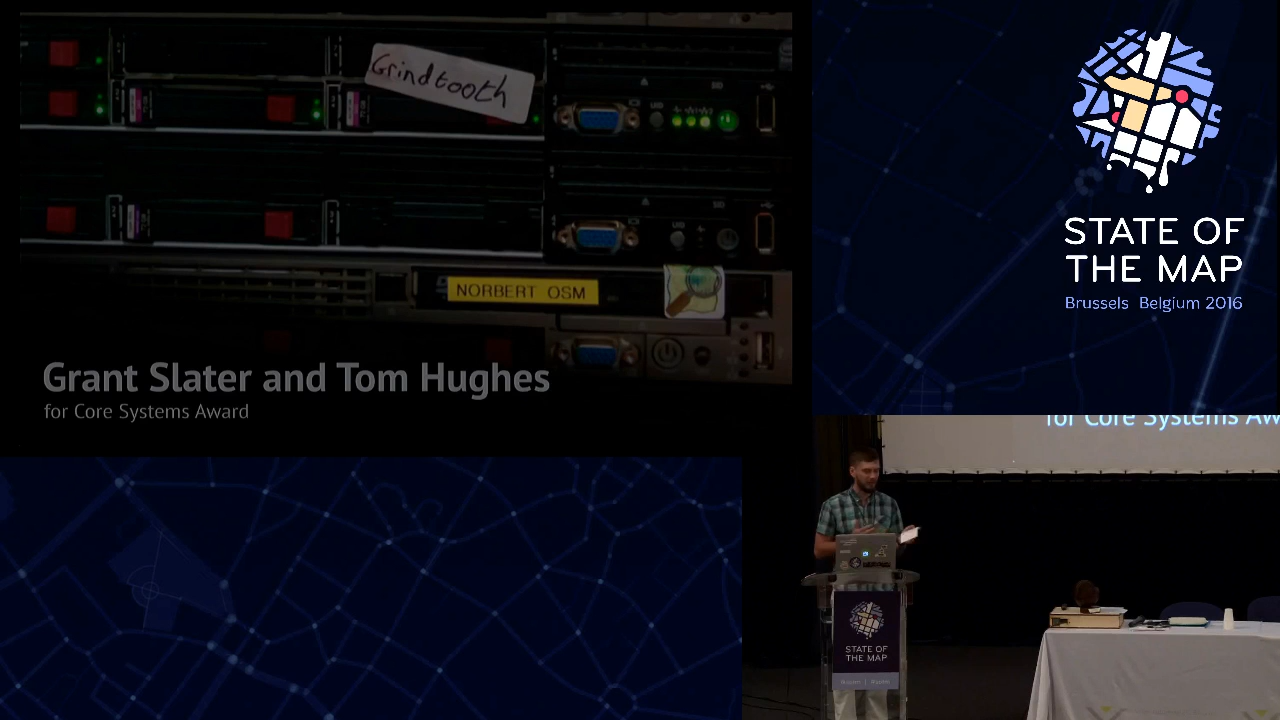 Grindtooth
NORBERT OSM
Grant Slater and Tom Hughes
for Core Systems Award
STATE OF
THE MAP
Brussels Belgium 2016
for Core Systems Aw
STATE OF
THE MAP